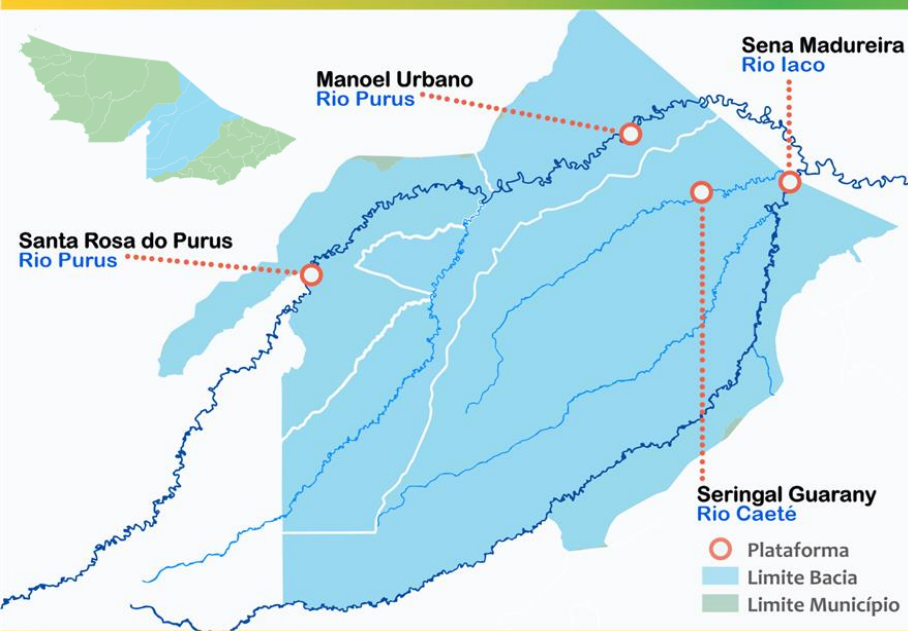 Sena Madureira
Rio Iaco
Manoel Urbano
Rio Purus
Santa Rosa do Purus
Rio Purus
Seringal Guarany
Rio Caeté
Plataforma
Limite Bacia
Limite Município